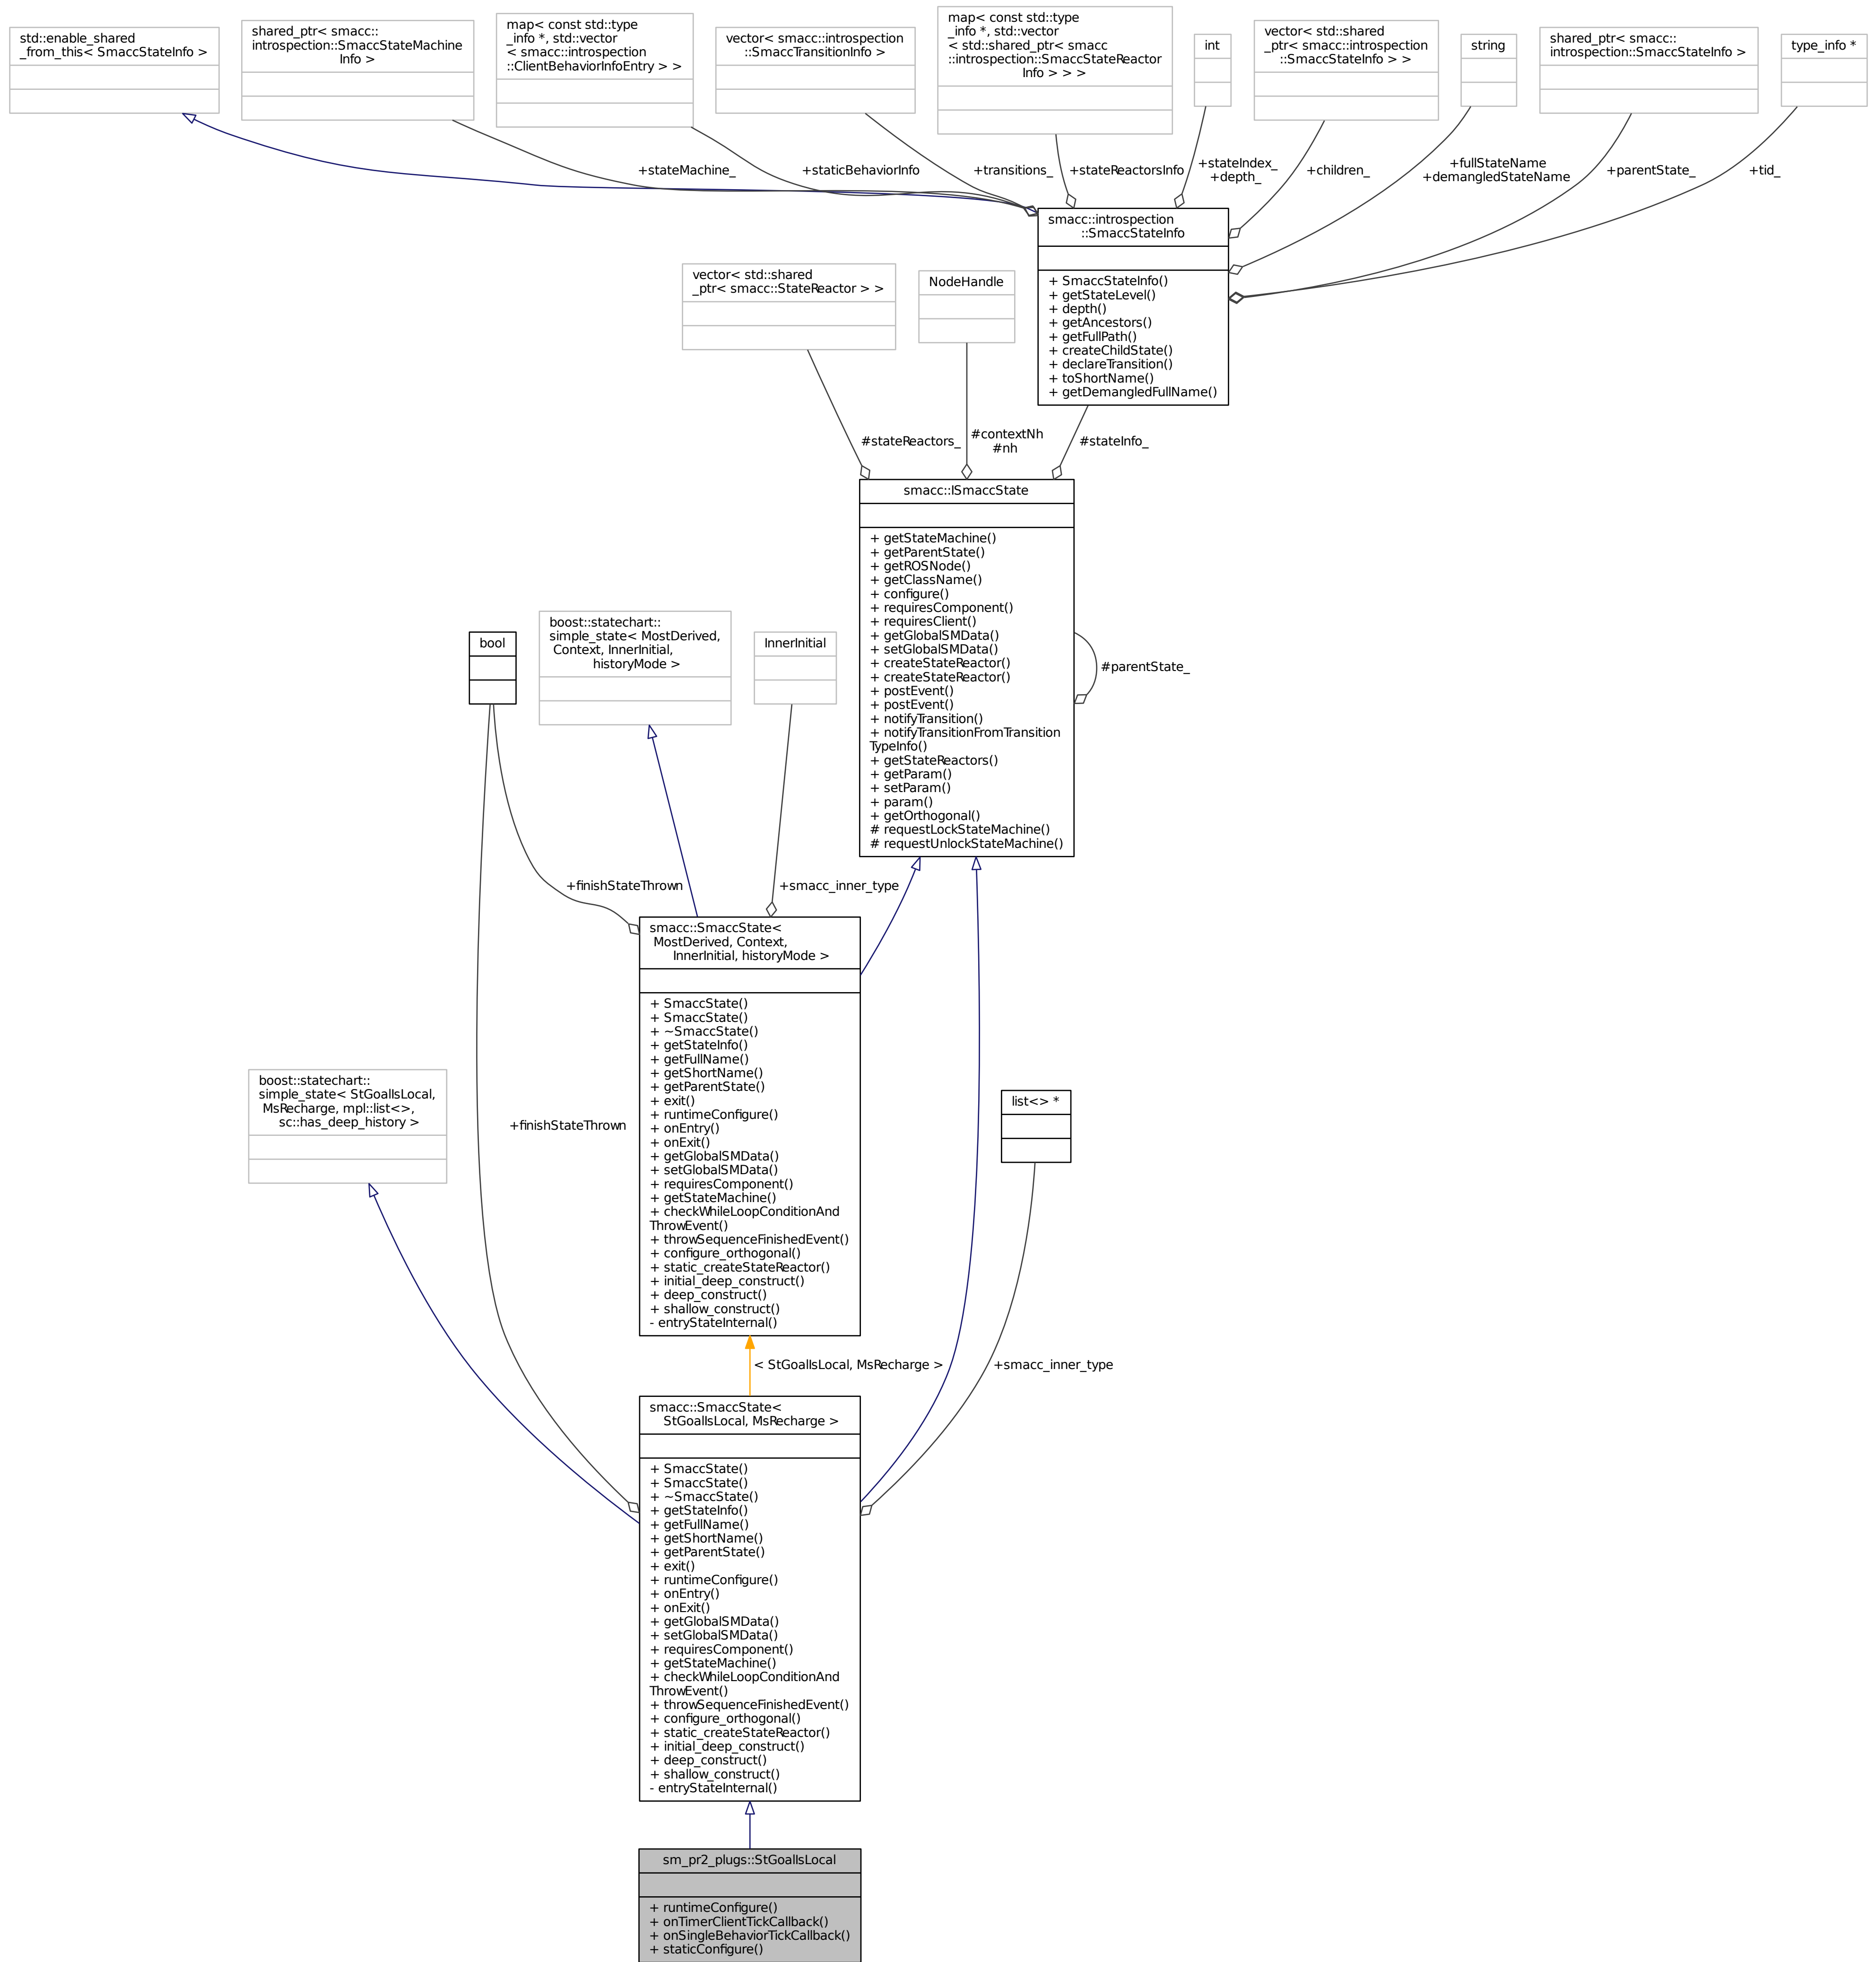 std::enable_shared
_from_this< SmaccStateInfo >
shared_ptr< smacc::
introspection::SmaccStateMachine
Info >
map< const std::type
_info *, std::vector
< smacc::introspection
::ClientBehaviorInfoEntry > >
vector< smacc::introspection
::SmaccTransitionInfo >
map< const std::type
_info *, std::vector
< std::shared_ptr< smacc
::introspection::SmaccStateReactor
Info > > >
int
vector< std::shared
_ptr< smacc::introspection
::SmaccStateInfo > >
string
shared_ptr< smacc::
introspection::SmaccStateInfo >
type_info *
+stateMachine_
+staticBehaviorInfo
+transitions_
+stateReactorsInfo
+stateIndex_
+depth_
+children_
+fullStateName
+demangledStateName
+parentState_
+tid_
smacc::introspection
::SmaccStateInfo
+ SmaccStateInfo()
+ getStateLevel()
+ depth()
+ getAncestors()
+ getFullPath()
+ createChildState()
+ declareTransition()
+ toShortName()
+ getDemangledFullName()
vector< std::shared
_ptr< smacc::StateReactor > >
NodeHandle
#stateReactors_
#contextNh
#nh
#stateInfo_
smacc::ISmaccState
+ getStateMachine()
+ getParentState()
+ getROSNode()
+ getClassName()
+ configure()
+ requiresComponent()
+ requiresClient()
+ getGlobalSMData()
+ setGlobalSMData()
+ createStateReactor()
+ createStateReactor()
+ postEvent()
+ postEvent()
+ notifyTransition()
+ notifyTransitionFromTransition
TypeInfo()
+ getStateReactors()
+ getParam()
+ setParam()
+ param()
+ getOrthogonal()
# requestLockStateMachine()
# requestUnlockStateMachine()
#parentState_
bool
boost::statechart::
simple_state< MostDerived,
Context, InnerInitial,
historyMode >
InnerInitial
+finishStateThrown
+smacc_inner_type
smacc::SmaccState<
MostDerived, Context,
InnerInitial, historyMode >
+ SmaccState()
+ SmaccState()
+ ~SmaccState()
+ getStateInfo()
+ getFullName()
+ getShortName()
+ getParentState()
+ exit()
+ runtimeConfigure()
+ onEntry()
+ onExit()
+ getGlobalSMData()
+ setGlobalSMData()
+ requiresComponent()
+ getStateMachine()
+ checkWhileLoopConditionAnd
ThrowEvent()
+ throwSequenceFinishedEvent()
+ configure_orthogonal()
+ static_createStateReactor()
+ initial_deep_construct()
+ deep_construct()
+ shallow_construct()
- entryStateInternal()
boost::statechart::
simple_state< StGoalIsLocal,
MsRecharge, mpl::list<>,
sc::has_deep_history >
+finishStateThrown
list<> *
< StGoalIsLocal, MsRecharge >
+smacc_inner_type
smacc::SmaccState<
StGoalIsLocal, MsRecharge >
+ SmaccState()
+ SmaccState()
+ ~SmaccState()
+ getStateInfo()
+ getFullName()
+ getShortName()
+ getParentState()
+ exit()
+ runtimeConfigure()
+ onEntry()
+ onExit()
+ getGlobalSMData()
+ setGlobalSMData()
+ requiresComponent()
+ getStateMachine()
+ checkWhileLoopConditionAnd
ThrowEvent()
+ throwSequenceFinishedEvent()
+ configure_orthogonal()
+ static_createStateReactor()
+ initial_deep_construct()
+ deep_construct()
+ shallow_construct()
- entryStateInternal()
sm_pr2_plugs::StGoalIsLocal
+ runtimeConfigure()
+ onTimerClientTickCallback()
+ onSingleBehaviorTickCallback()
+ staticConfigure()